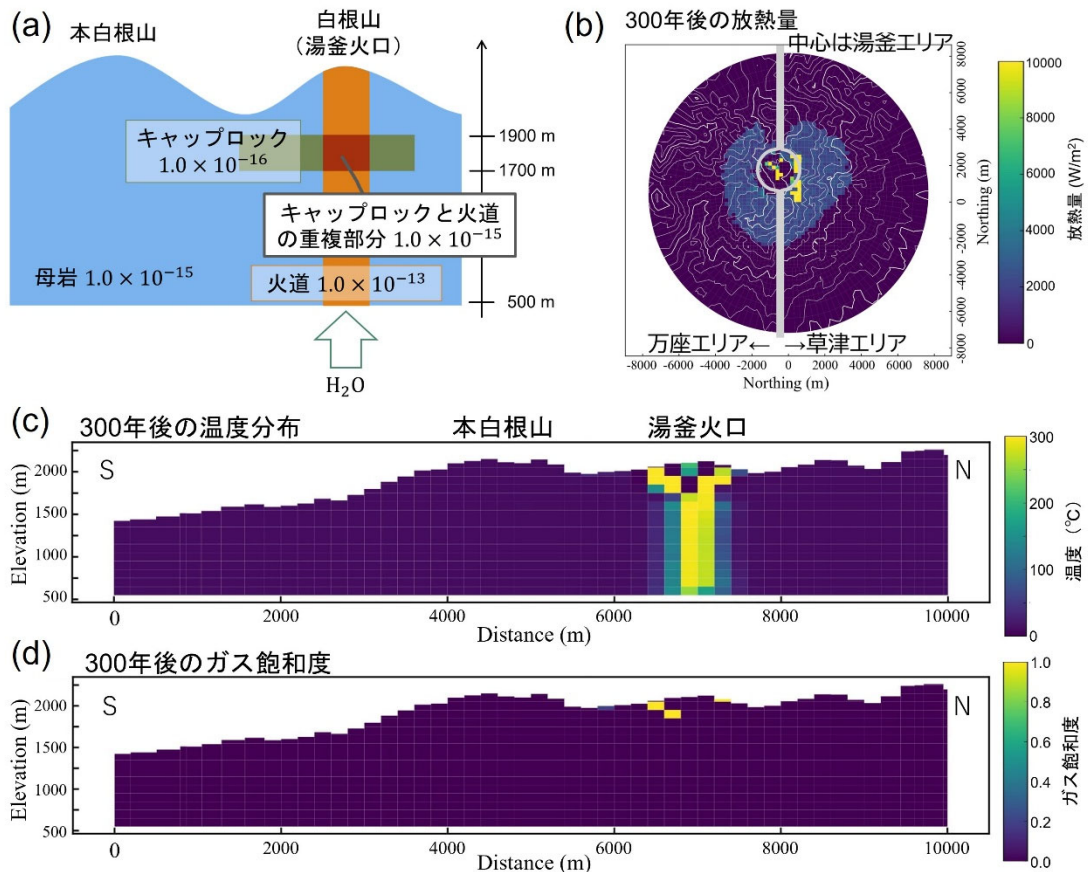 (a)
本白根山
白根山
(湯釜火口)
キャップロック
1.0 × 10⁻¹⁶
1900 m
1700 m
キャップロックと火道
の重複部分 1.0 × 10⁻¹⁵
母岩 1.0 × 10⁻¹⁵
火道 1.0 × 10⁻¹³
500 m
H₂O
(b)
300年後の放熱量
中心は湯釜エリア
万座エリア← →草津エリア
-8000 -6000 -4000 -2000 0 2000 4000 6000 8000
Northing (m)
8000
6000
4000
2000
0
-2000
-4000
-6000
-8000
Northing (m)
10000
8000
6000
4000
2000
0
放熱量 (W/m²)
(c)
300年後の温度分布
本白根山
湯釜火口
S
N
2000
1500
1000
500
Elevation (m)
0 2000 4000 6000 8000 10000
Distance (m)
300
200
100
0
温度 (℃)
(d)
300年後のガス飽和度
S
N
2000
1500
1000
500
Elevation (m)
0 2000 4000 6000 8000 10000
Distance (m)
1.0
0.8
0.6
0.4
0.2
0.0
ガス飽和度